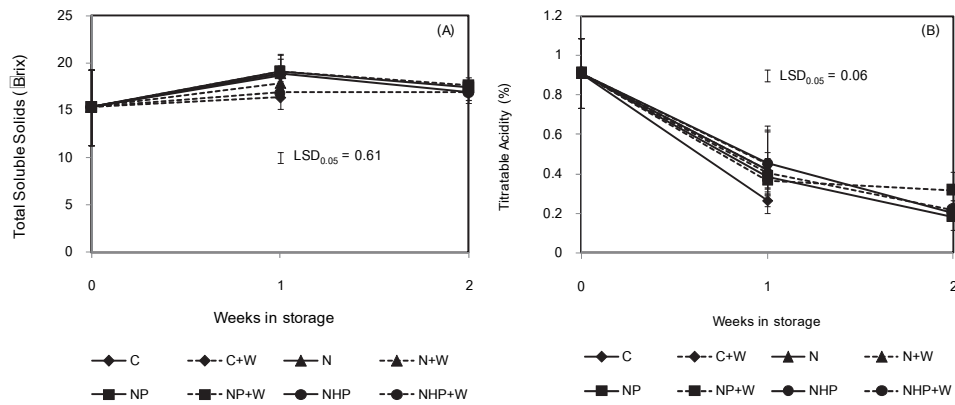 25
20
15
10
5
0
Total Soluble Solids (□Birix)
(A)
LSD0.05 = 0.61
0 1 2
Weeks in storage
C C+W N N+W
NP NP+W NHP NHP+W
1.2
1
0.8
0.6
0.4
0.2
0
Titratable Acidity (%)
(B)
LSD0.05 = 0.06
0 1 2
Weeks in storage
C C+W N N+W
NP NP+W NHP NHP+W